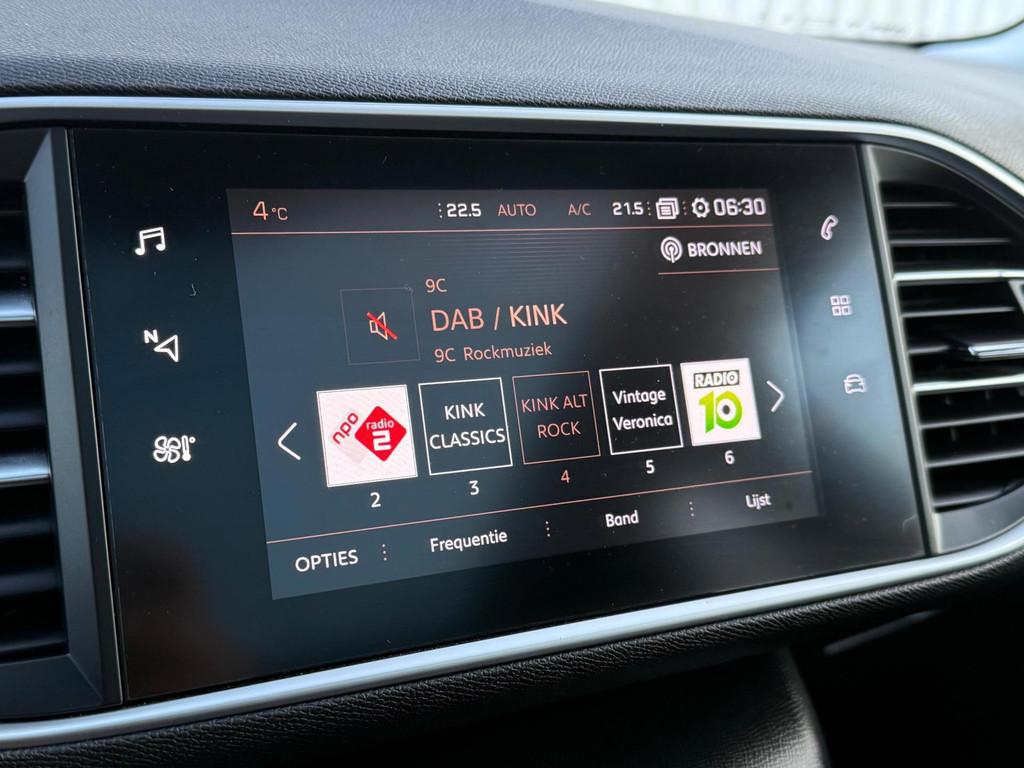 4°C 22.5 AUTO A/C 21.5 06:30
BRONNEN
9C
DAB / KINK
9C Rockmuziek
N
npo radio 2
KINK CLASSICS
KINK ALT ROCK
Vintage Veronica
RADIO 10
2 3 4 5 6
OPTIES Frequentie Band Lijst